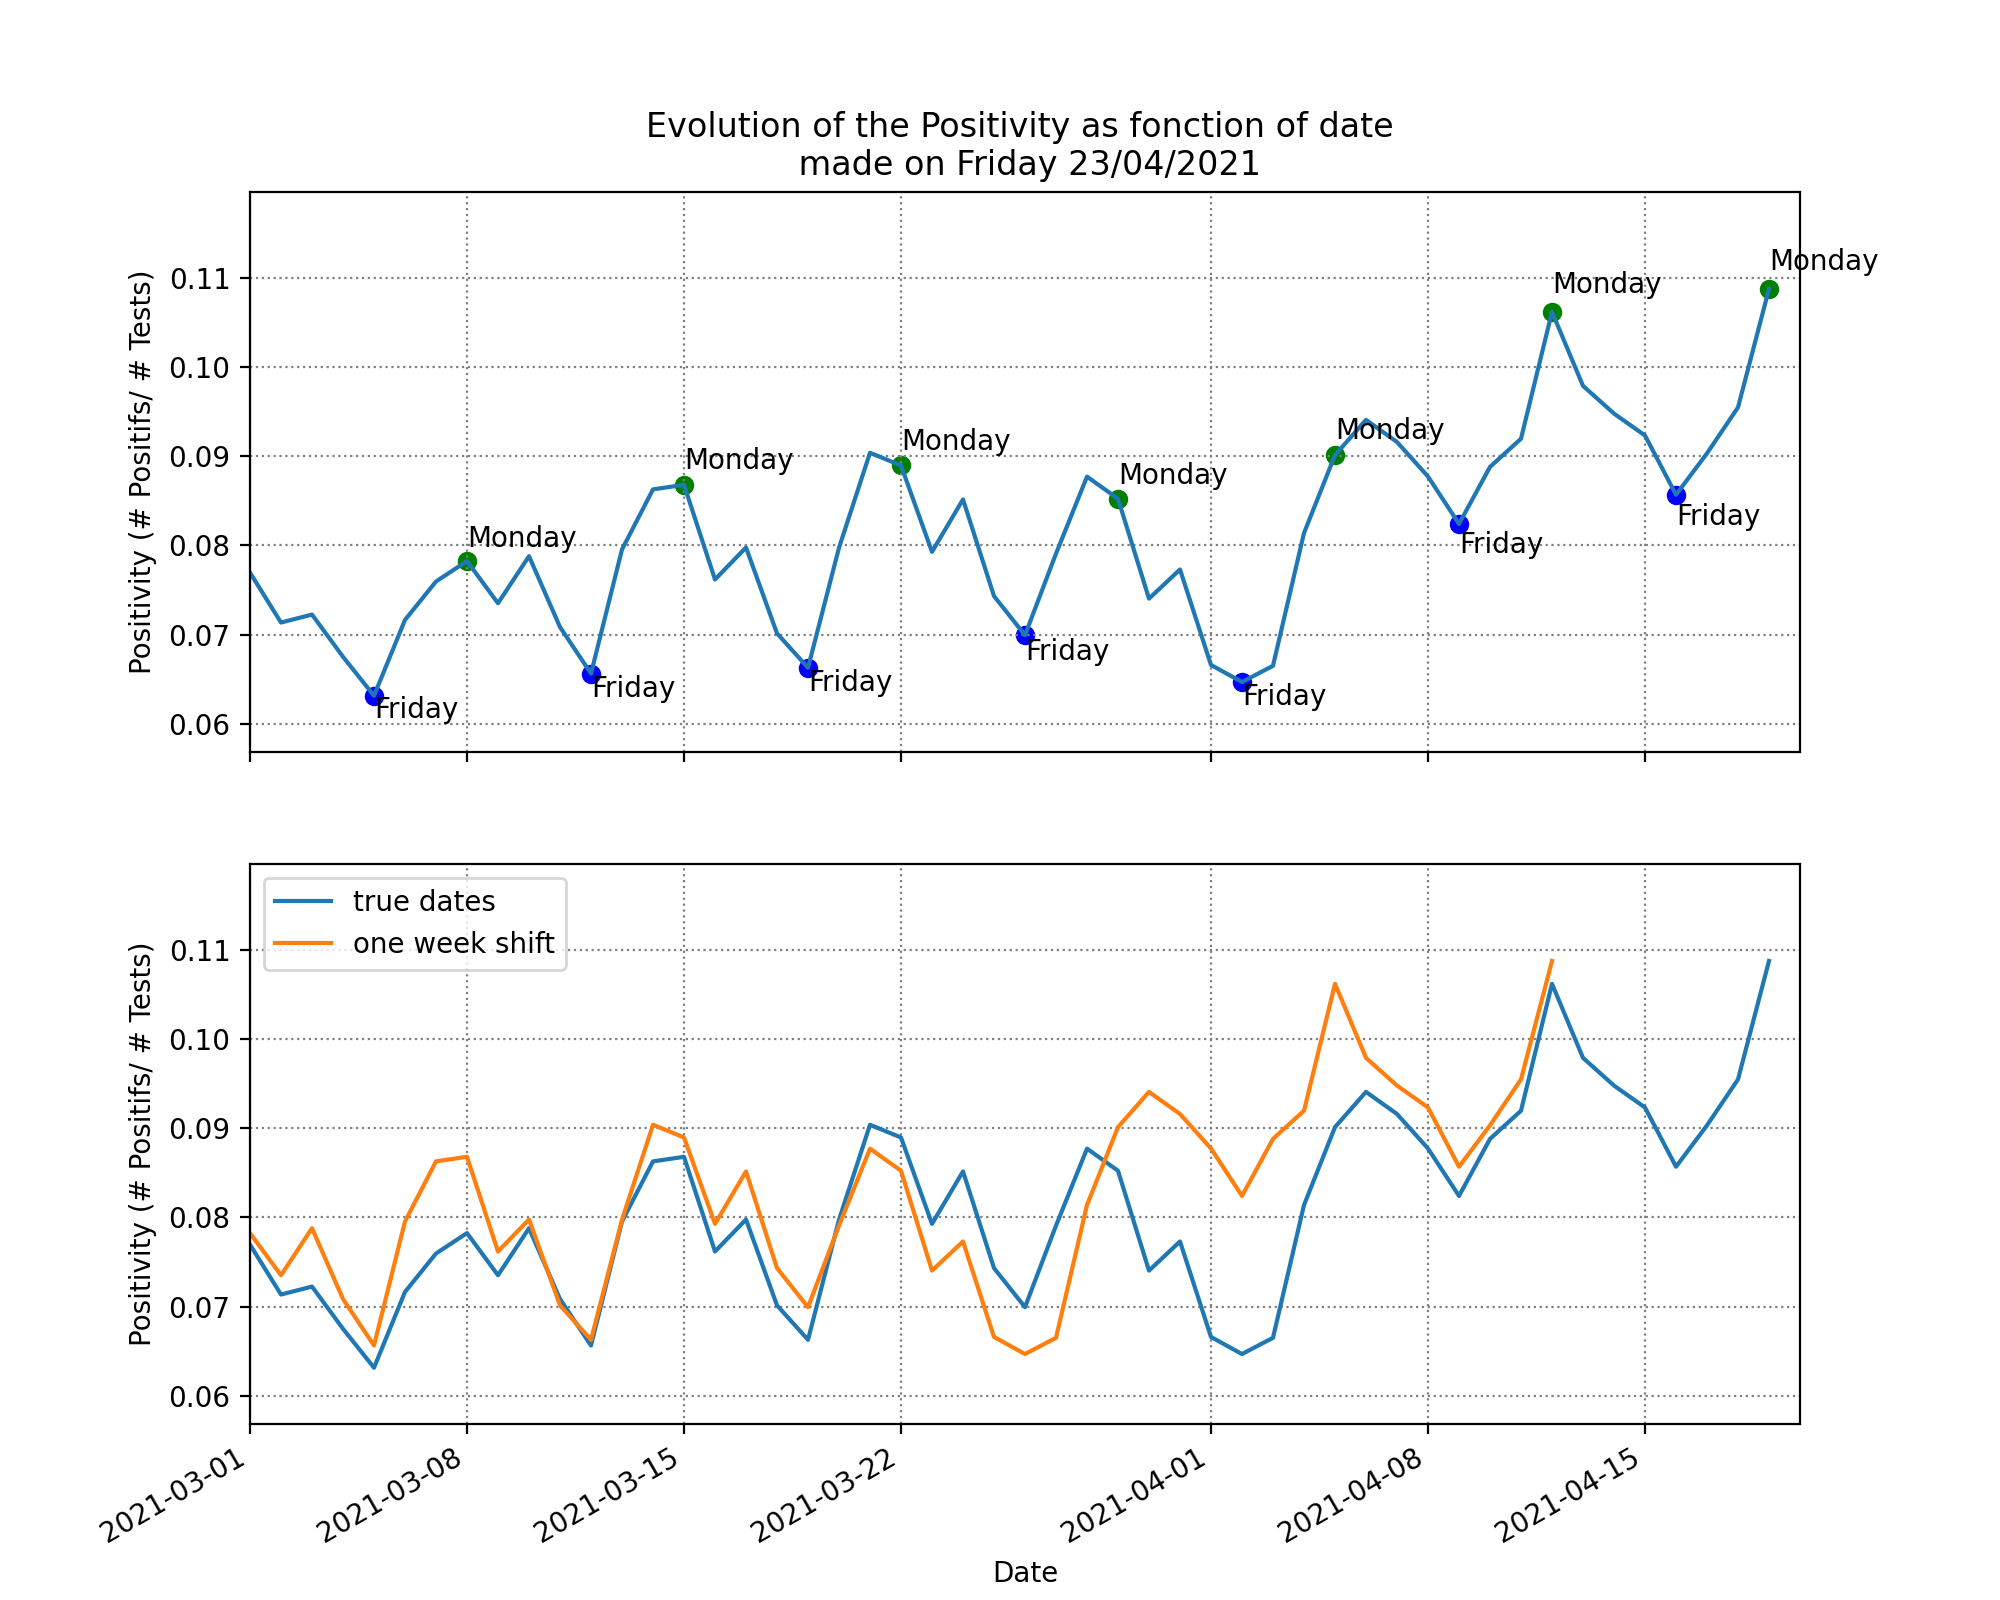 Evolution of the Positivity as fonction of date
made on Friday 23/04/2021
Positivity (# Positifs/ # Tests)
0.11
0.10
0.09
0.08
0.07
0.06
Monday
Monday
Monday
Monday
Monday
Monday
Monday
Friday
Friday
Friday
Friday
Friday
Friday
Friday
true dates
one week shift
Positivity (# Positifs/ # Tests)
0.11
0.10
0.09
0.08
0.07
0.06
2021-03-01
2021-03-08
2021-03-15
2021-03-22
2021-04-01
2021-04-08
2021-04-15
Date